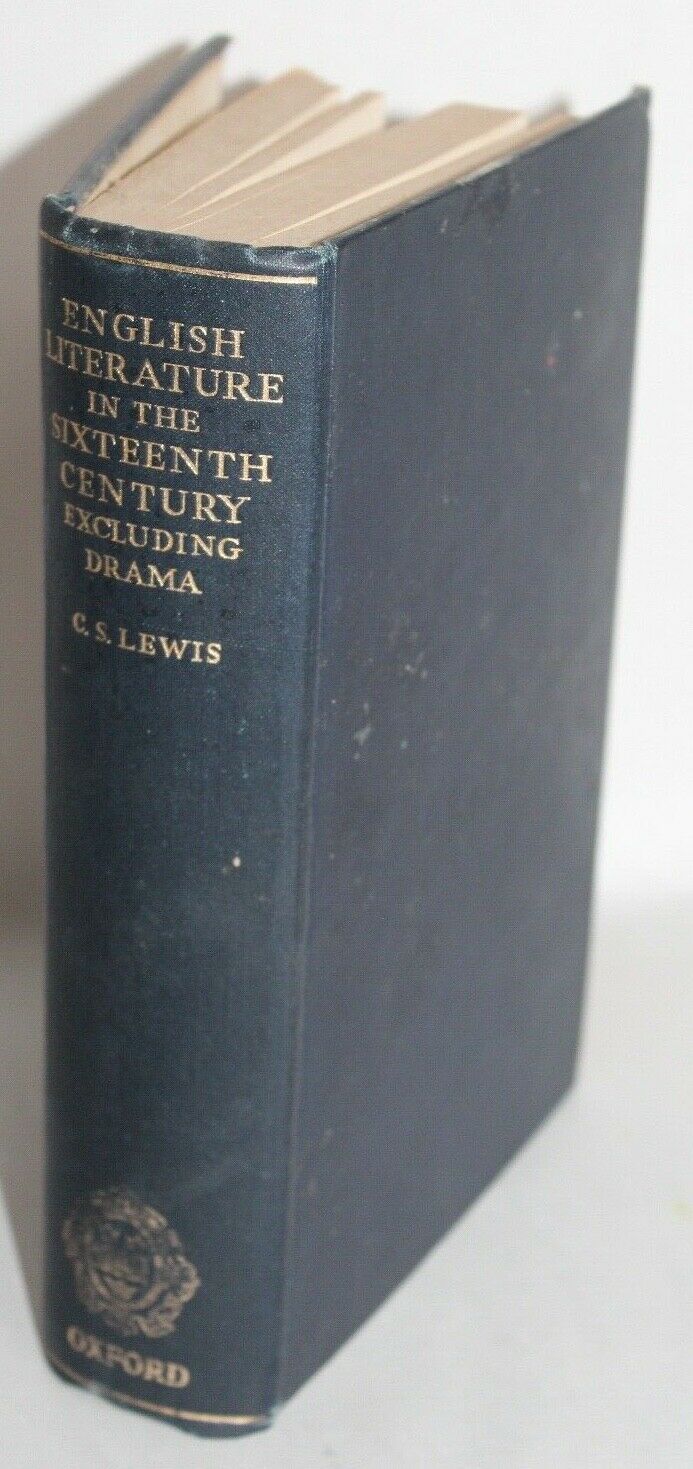 ENGLISH
LITERATURE
IN THE
SIXTEENTH
CENTURY
EXCLUDING
DRAMA
C. S. LEWIS
OXFORD